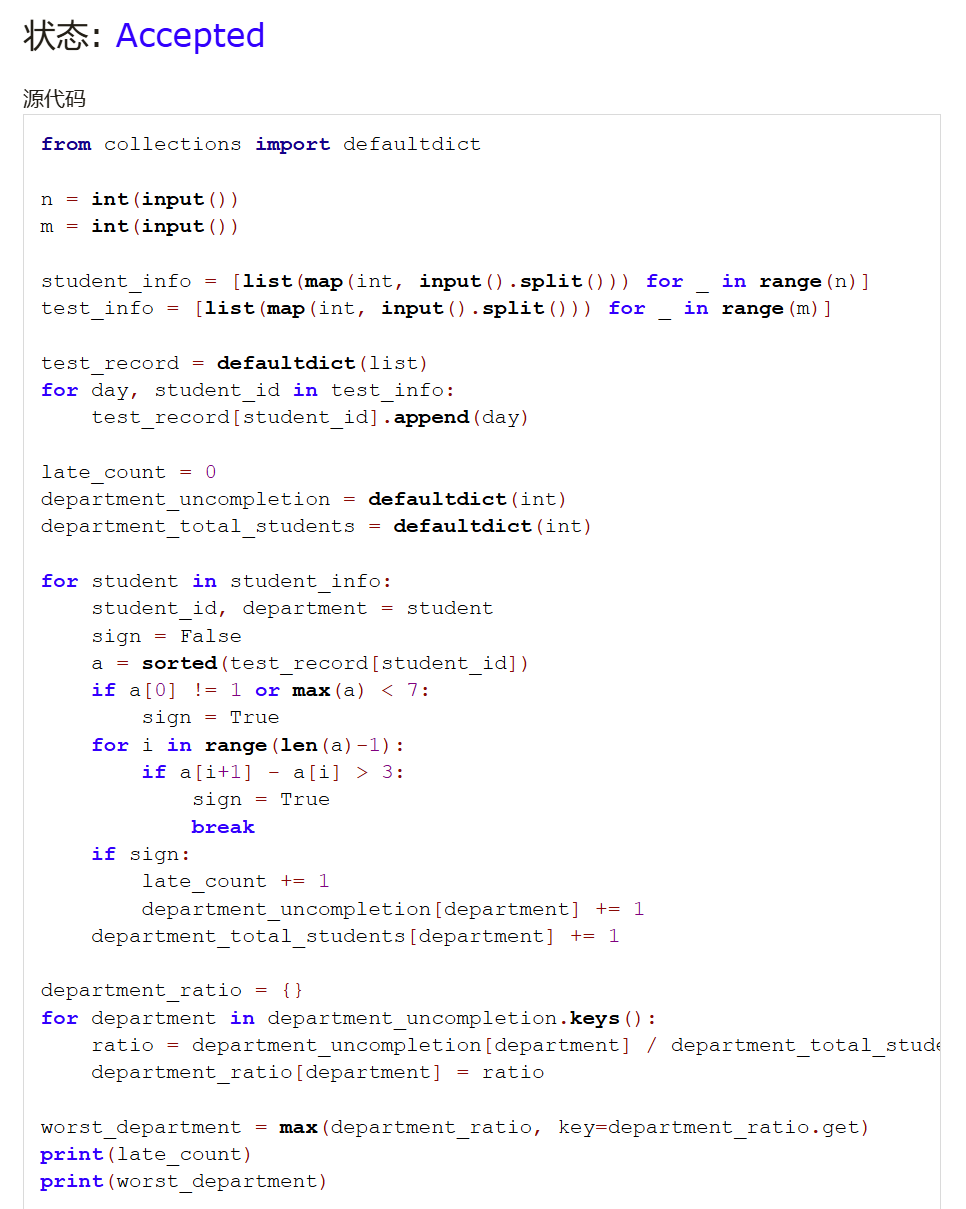 状态: Accepted
源代码
from collections import defaultdict
n = int(input())
m = int(input())
student_info = [list(map(int, input().split())) for _ in range(n)]
test_info = [list(map(int, input().split())) for _ in range(m)]
test_record = defaultdict(list)
for day, student_id in test_info:
    test_record[student_id].append(day)
late_count = 0
department_uncompletion = defaultdict(int)
department_total_students = defaultdict(int)
for student in student_info:
    student_id, department = student
    sign = False
    a = sorted(test_record[student_id])
    if a[0] != 1 or max(a) < 7:
        sign = True
    for i in range(len(a)-1):
        if a[i+1] - a[i] > 3:
            sign = True
            break
    if sign:
        late_count += 1
        department_uncompletion[department] += 1
    department_total_students[department] += 1
department_ratio = {}
for department in department_uncompletion.keys():
    ratio = department_uncompletion[department] / department_total_stude
    department_ratio[department] = ratio
worst_department = max(department_ratio, key=department_ratio.get)
print(late_count)
print(worst_department)